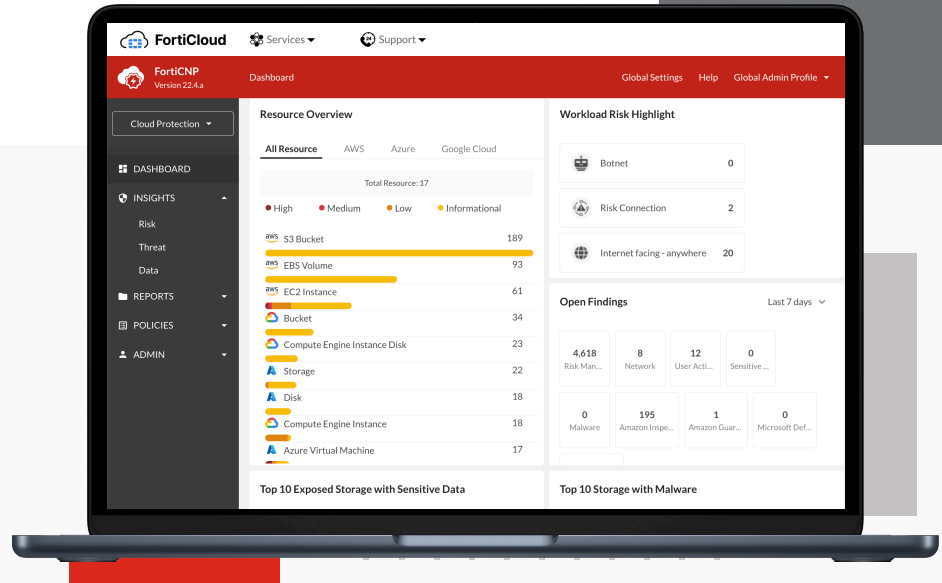 FortiCloud
Services
24
Support
FortiCNP
Version 22.4.a
Dashboard
Global Settings
Help
Global Admin Profile
Cloud Protection
DASHBOARD
INSIGHTS
Risk
Threat
Data
REPORTS
POLICIES
ADMIN
Resource Overview
All Resource
AWS
Azure
Google Cloud
Total Resource: 17
High
Medium
Low
Informational
aws S3 Bucket 189
aws EBS Volume 93
aws EC2 Instance 61
Bucket 34
Compute Engine Instance Disk 23
Storage 22
Disk 18
Compute Engine Instance 18
Azure Virtual Machine 17
Top 10 Exposed Storage with Sensitive Data
Workload Risk Highlight
Botnet 0
Risk Connection 2
Internet facing - anywhere 20
Open Findings
Last 7 days
4,618
Risk Man...
8
Network
12
User Acti...
0
Sensitive ...
0
Malware
195
Amazon Inspe...
1
Amazon Guar...
0
Microsoft Def...
Top 10 Storage with Malware